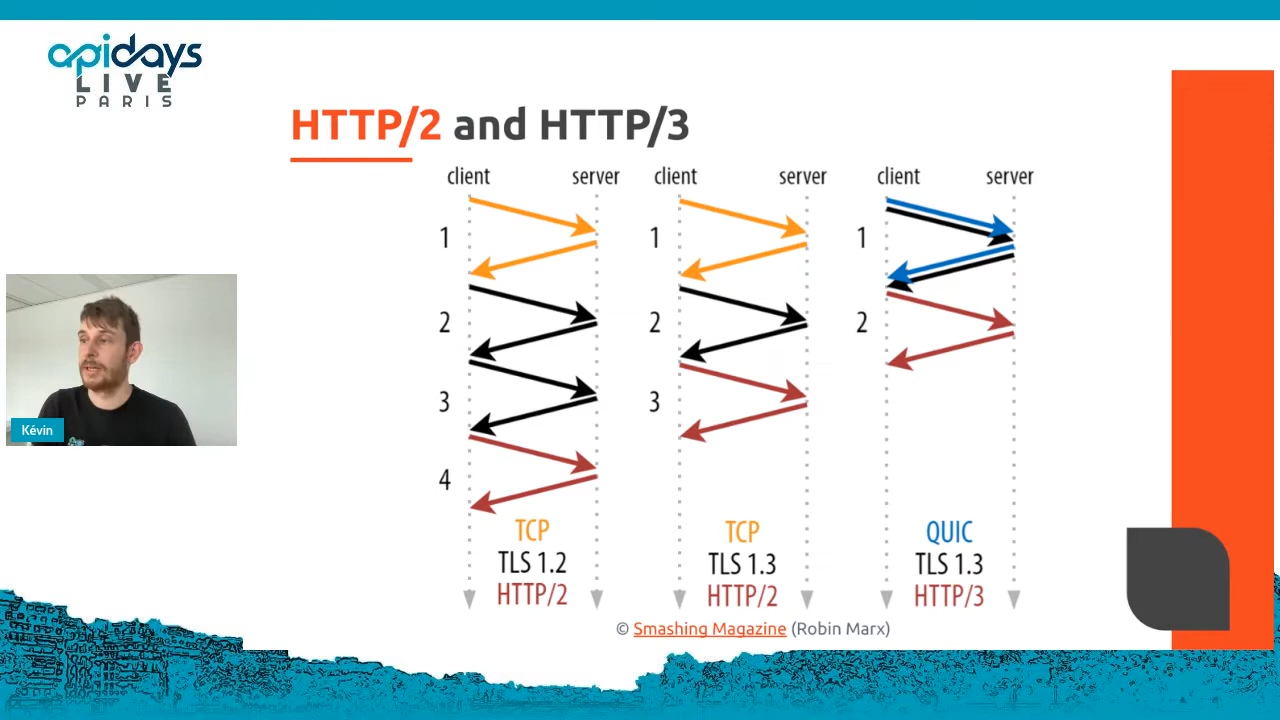 apidays
LIVE
PARIS
HTTP/2 and HTTP/3
client server client server client server
1 1 1
2 2 2
3 3
4
TCP TCP QUIC
TLS 1.2 TLS 1.3 TLS 1.3
HTTP/2 HTTP/2 HTTP/3
© Smashing Magazine (Robin Marx)
Kévin